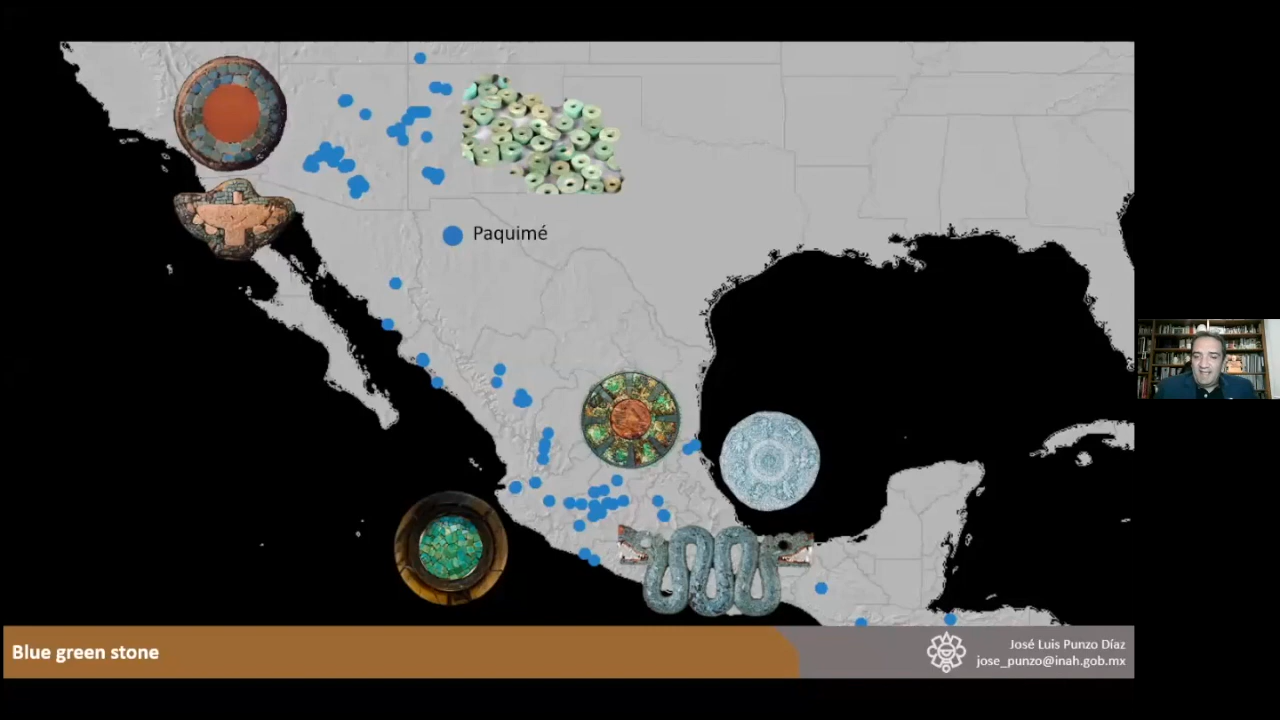 Paquimé
Blue green stone
José Luis Punzo Díaz
jose_punzo@inah.gob.mx